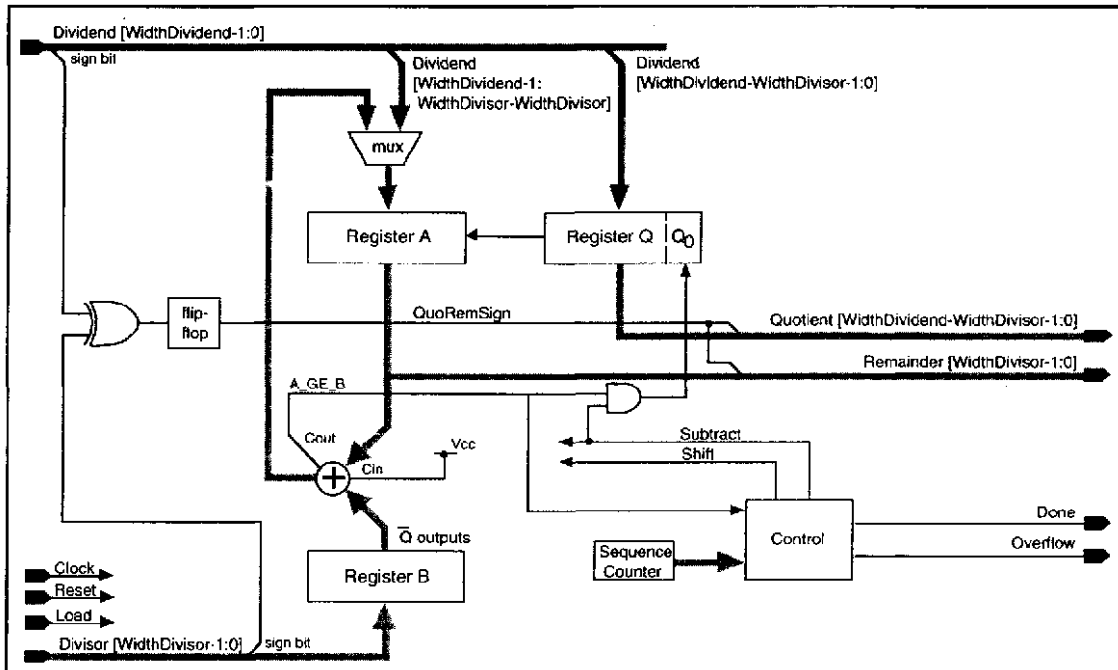 Dividend [WidthDividend-1:0]
sign bit
Dividend
[WidthDividend-1:
WidthDivisor-WidthDivisor]
Dividend
[WidthDividend-WidthDivisor-1:0]
mux
Register A
Register Q
Q0
flip-
flop
QuoRemSign
Quotient [WidthDividend-WidthDivisor-1:0]
Remainder [WidthDivisor-1:0]
A_GE_B
Cout
Vcc
Cin
+
Subtract
Shift
Q̅ outputs
Register B
Sequence
Counter
Control
Done
Overflow
Clock
Reset
Load
Divisor [WidthDivisor-1:0]
sign bit